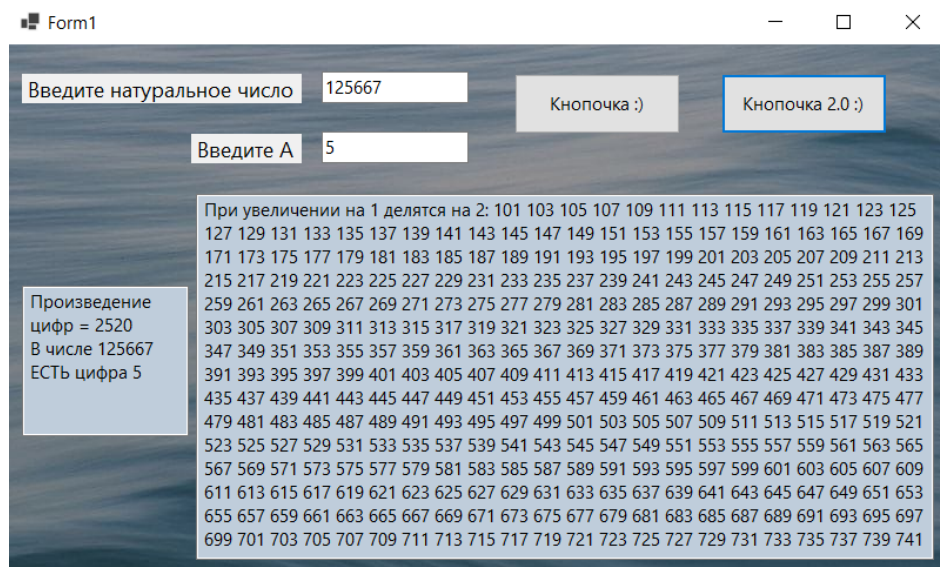 Form1
Введите натуральное число
125667
Кнопочка :)
Кнопочка 2.0 :)
Введите А
5
При увеличении на 1 делятся на 2: 101 103 105 107 109 111 113 115 117 119 121 123 125
127 129 131 133 135 137 139 141 143 145 147 149 151 153 155 157 159 161 163 165 167 169
171 173 175 177 179 181 183 185 187 189 191 193 195 197 199 201 203 205 207 209 211 213
215 217 219 221 223 225 227 229 231 233 235 237 239 241 243 245 247 249 251 253 255 257
259 261 263 265 267 269 271 273 275 277 279 281 283 285 287 289 291 293 295 297 299 301
303 305 307 309 311 313 315 317 319 321 323 325 327 329 331 333 335 337 339 341 343 345
347 349 351 353 355 357 359 361 363 365 367 369 371 373 375 377 379 381 383 385 387 389
391 393 395 397 399 401 403 405 407 409 411 413 415 417 419 421 423 425 427 429 431 433
435 437 439 441 443 445 447 449 451 453 455 457 459 461 463 465 467 469 471 473 475 477
479 481 483 485 487 489 491 493 495 497 499 501 503 505 507 509 511 513 515 517 519 521
523 525 527 529 531 533 535 537 539 541 543 545 547 549 551 553 555 557 559 561 563 565
567 569 571 573 575 577 579 581 583 585 587 589 591 593 595 597 599 601 603 605 607 609
611 613 615 617 619 621 623 625 627 629 631 633 635 637 639 641 643 645 647 649 651 653
655 657 659 661 663 665 667 669 671 673 675 677 679 681 683 685 687 689 691 693 695 697
699 701 703 705 707 709 711 713 715 717 719 721 723 725 727 729 731 733 735 737 739 741
Произведение
цифр = 2520
В числе 125667
ЕСТЬ цифра 5